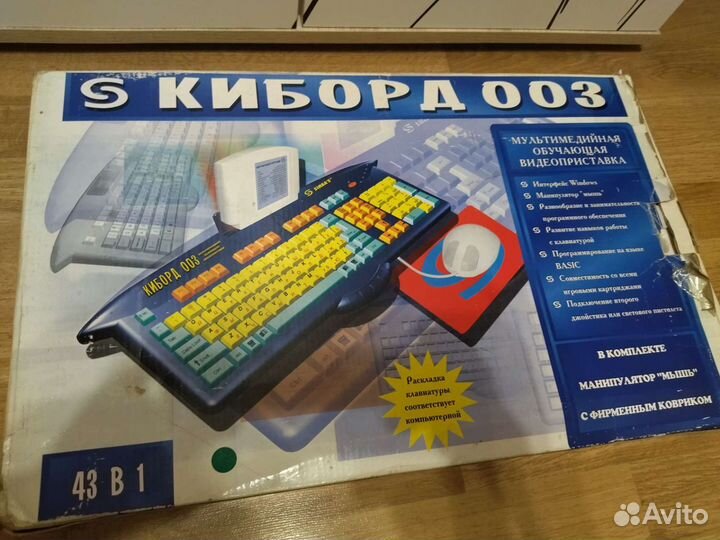 КИБОРД 003
МУЛЬТИМЕДИЙНАЯ
ОБУЧАЮЩАЯ
ВИДЕОПРИСТАВКА
Интерфейс Windows
Манипулятор "мышь"
Разнообразие и занимательность
программного обеспечения
Развитие навыков работы
с клавиатурой
Программирование на языке
BASIC
Совместимость со всеми
игровыми картриджами
Подключение второго
джойстика или светового пистолета
В КОМПЛЕКТЕ
МАНИПУЛЯТОР "МЫШЬ"
С ФИРМЕННЫМ КОВРИКОМ
КИБОРД 003
Раскладка
клавиатуры
соответствует
компьютерной
43 В 1
Avito